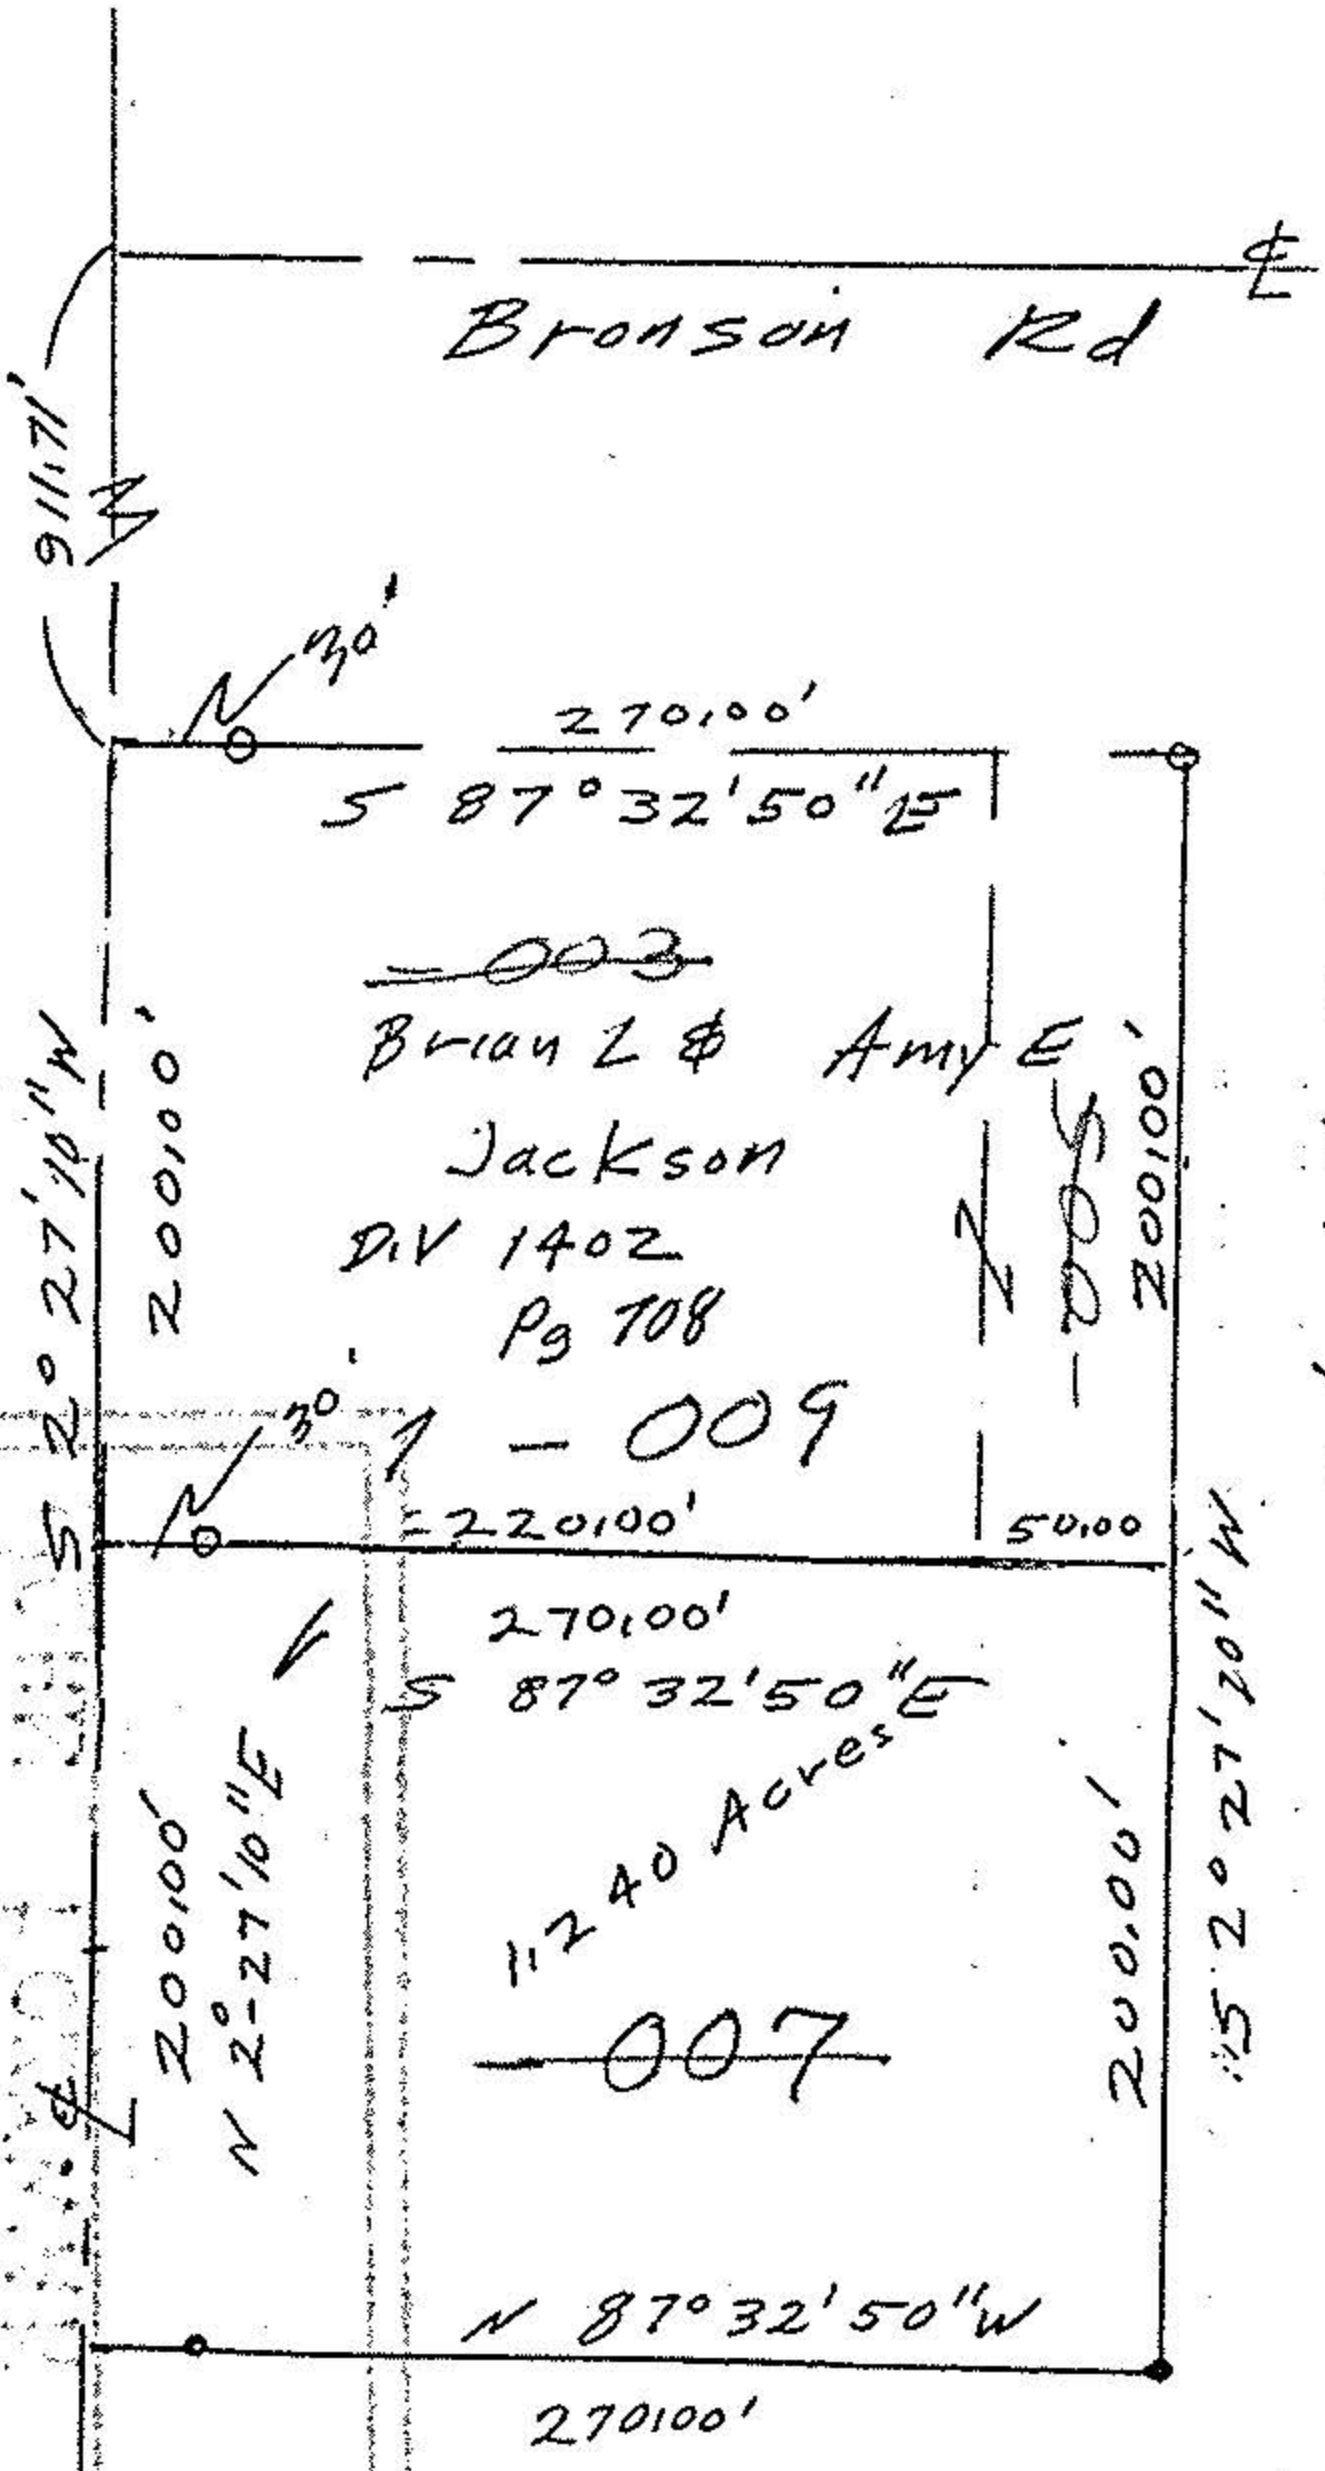 ℄
Bronson Rd
911.71'
30'
270.00'
S 87° 32' 50" E
- 003
Brian L & Amy E
Jackson
D.V 1402
Pg 708
- 009
200.00'
S 2° 27' 10" W
- 005
200.00'
Z
30'
220.00'
50.00
270.00'
S 87° 32' 50" E
1.240 Acres
- 007
200.00'
N 2°-27' 10" E
200.00'
S 2° 27' 10" W
N 87° 32' 50" W
270.00'